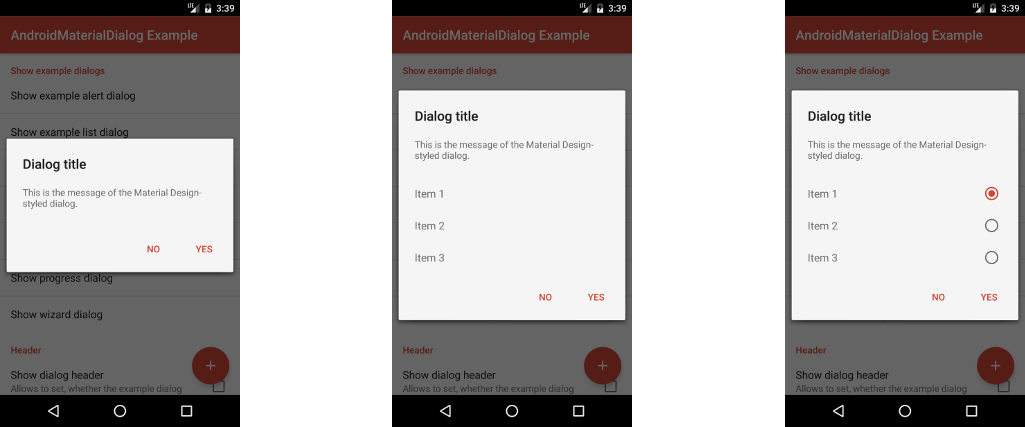 3:39
AndroidMaterialDialog Example
Show example dialogs
Show example alert dialog
Show example list dialog
Dialog title
This is the message of the Material Design-
styled dialog.
NO YES
Show progress dialog
Show wizard dialog
Header
Show dialog header
Allows to set, whether the example dialog
LTE 3:39
AndroidMaterialDialog Example
Show example dialogs
Dialog title
This is the message of the Material Design-
styled dialog.
Item 1
Item 2
Item 3
NO YES
Header
Show dialog header
Allows to set, whether the example dialog
LTE 3:39
AndroidMaterialDialog Example
Show example dialogs
Dialog title
This is the message of the Material Design-
styled dialog.
Item 1
Item 2
Item 3
NO YES
Header
Show dialog header
Allows to set, whether the example dialog